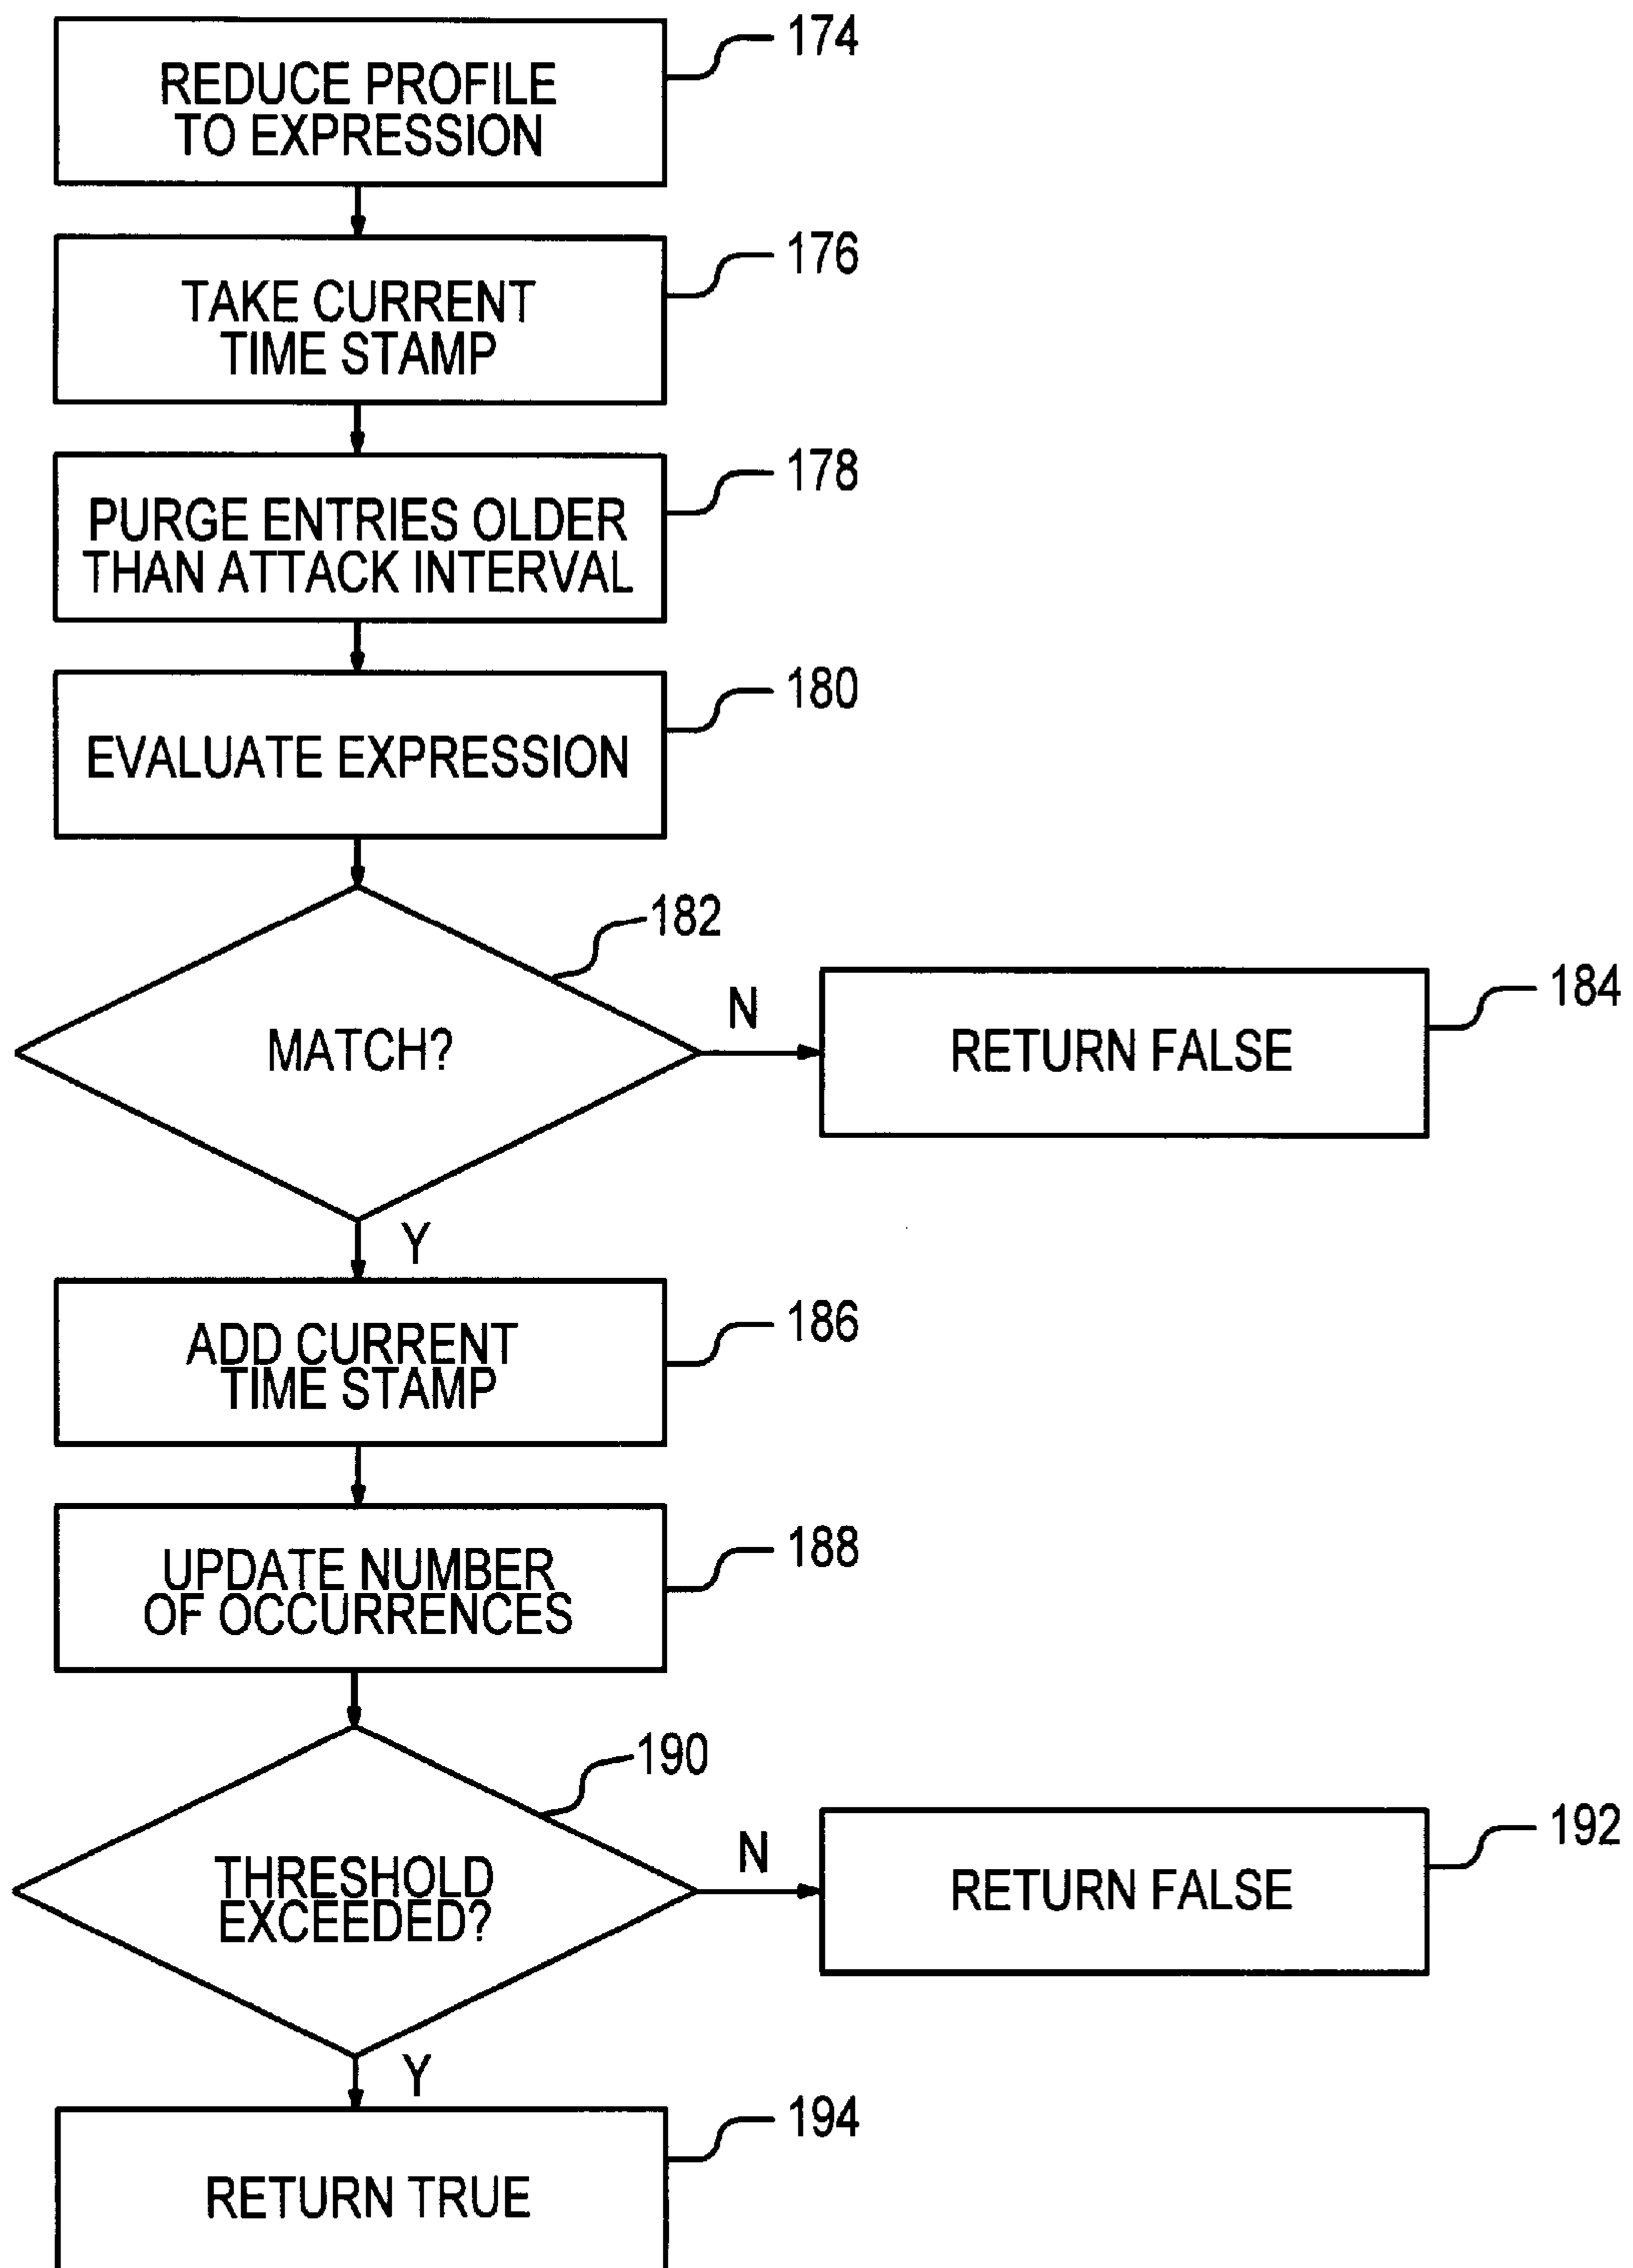 174
REDUCE PROFILE
TO EXPRESSION
176
TAKE CURRENT
TIME STAMP
178
PURGE ENTRIES OLDER
THAN ATTACK INTERVAL
180
EVALUATE EXPRESSION
182
MATCH?
N
184
RETURN FALSE
Y
186
ADD CURRENT
TIME STAMP
188
UPDATE NUMBER
OF OCCURRENCES
190
THRESHOLD
EXCEEDED?
N
192
RETURN FALSE
Y
194
RETURN TRUE